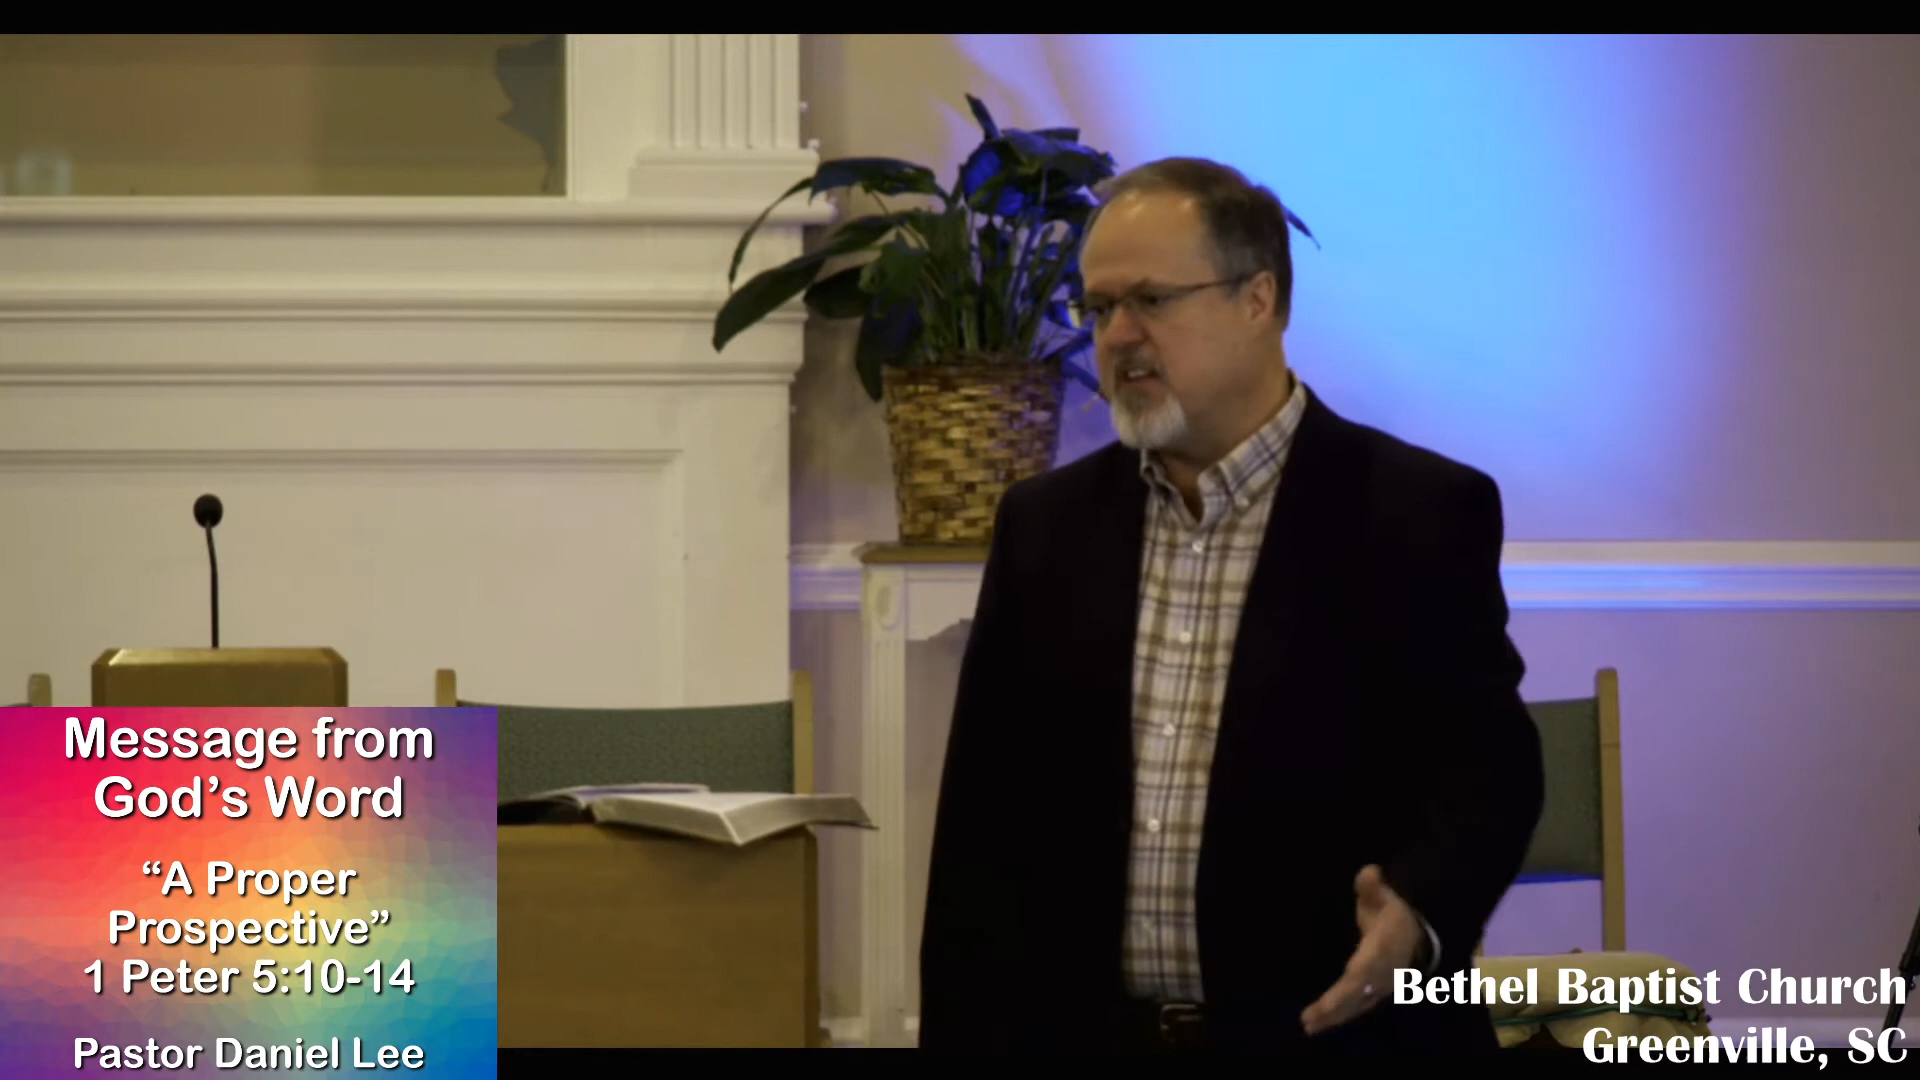 Message from
God's Word
“A Proper
Prospective”
1 Peter 5:10-14
Pastor Daniel Lee
Bethel Baptist Church
Greenville, SC